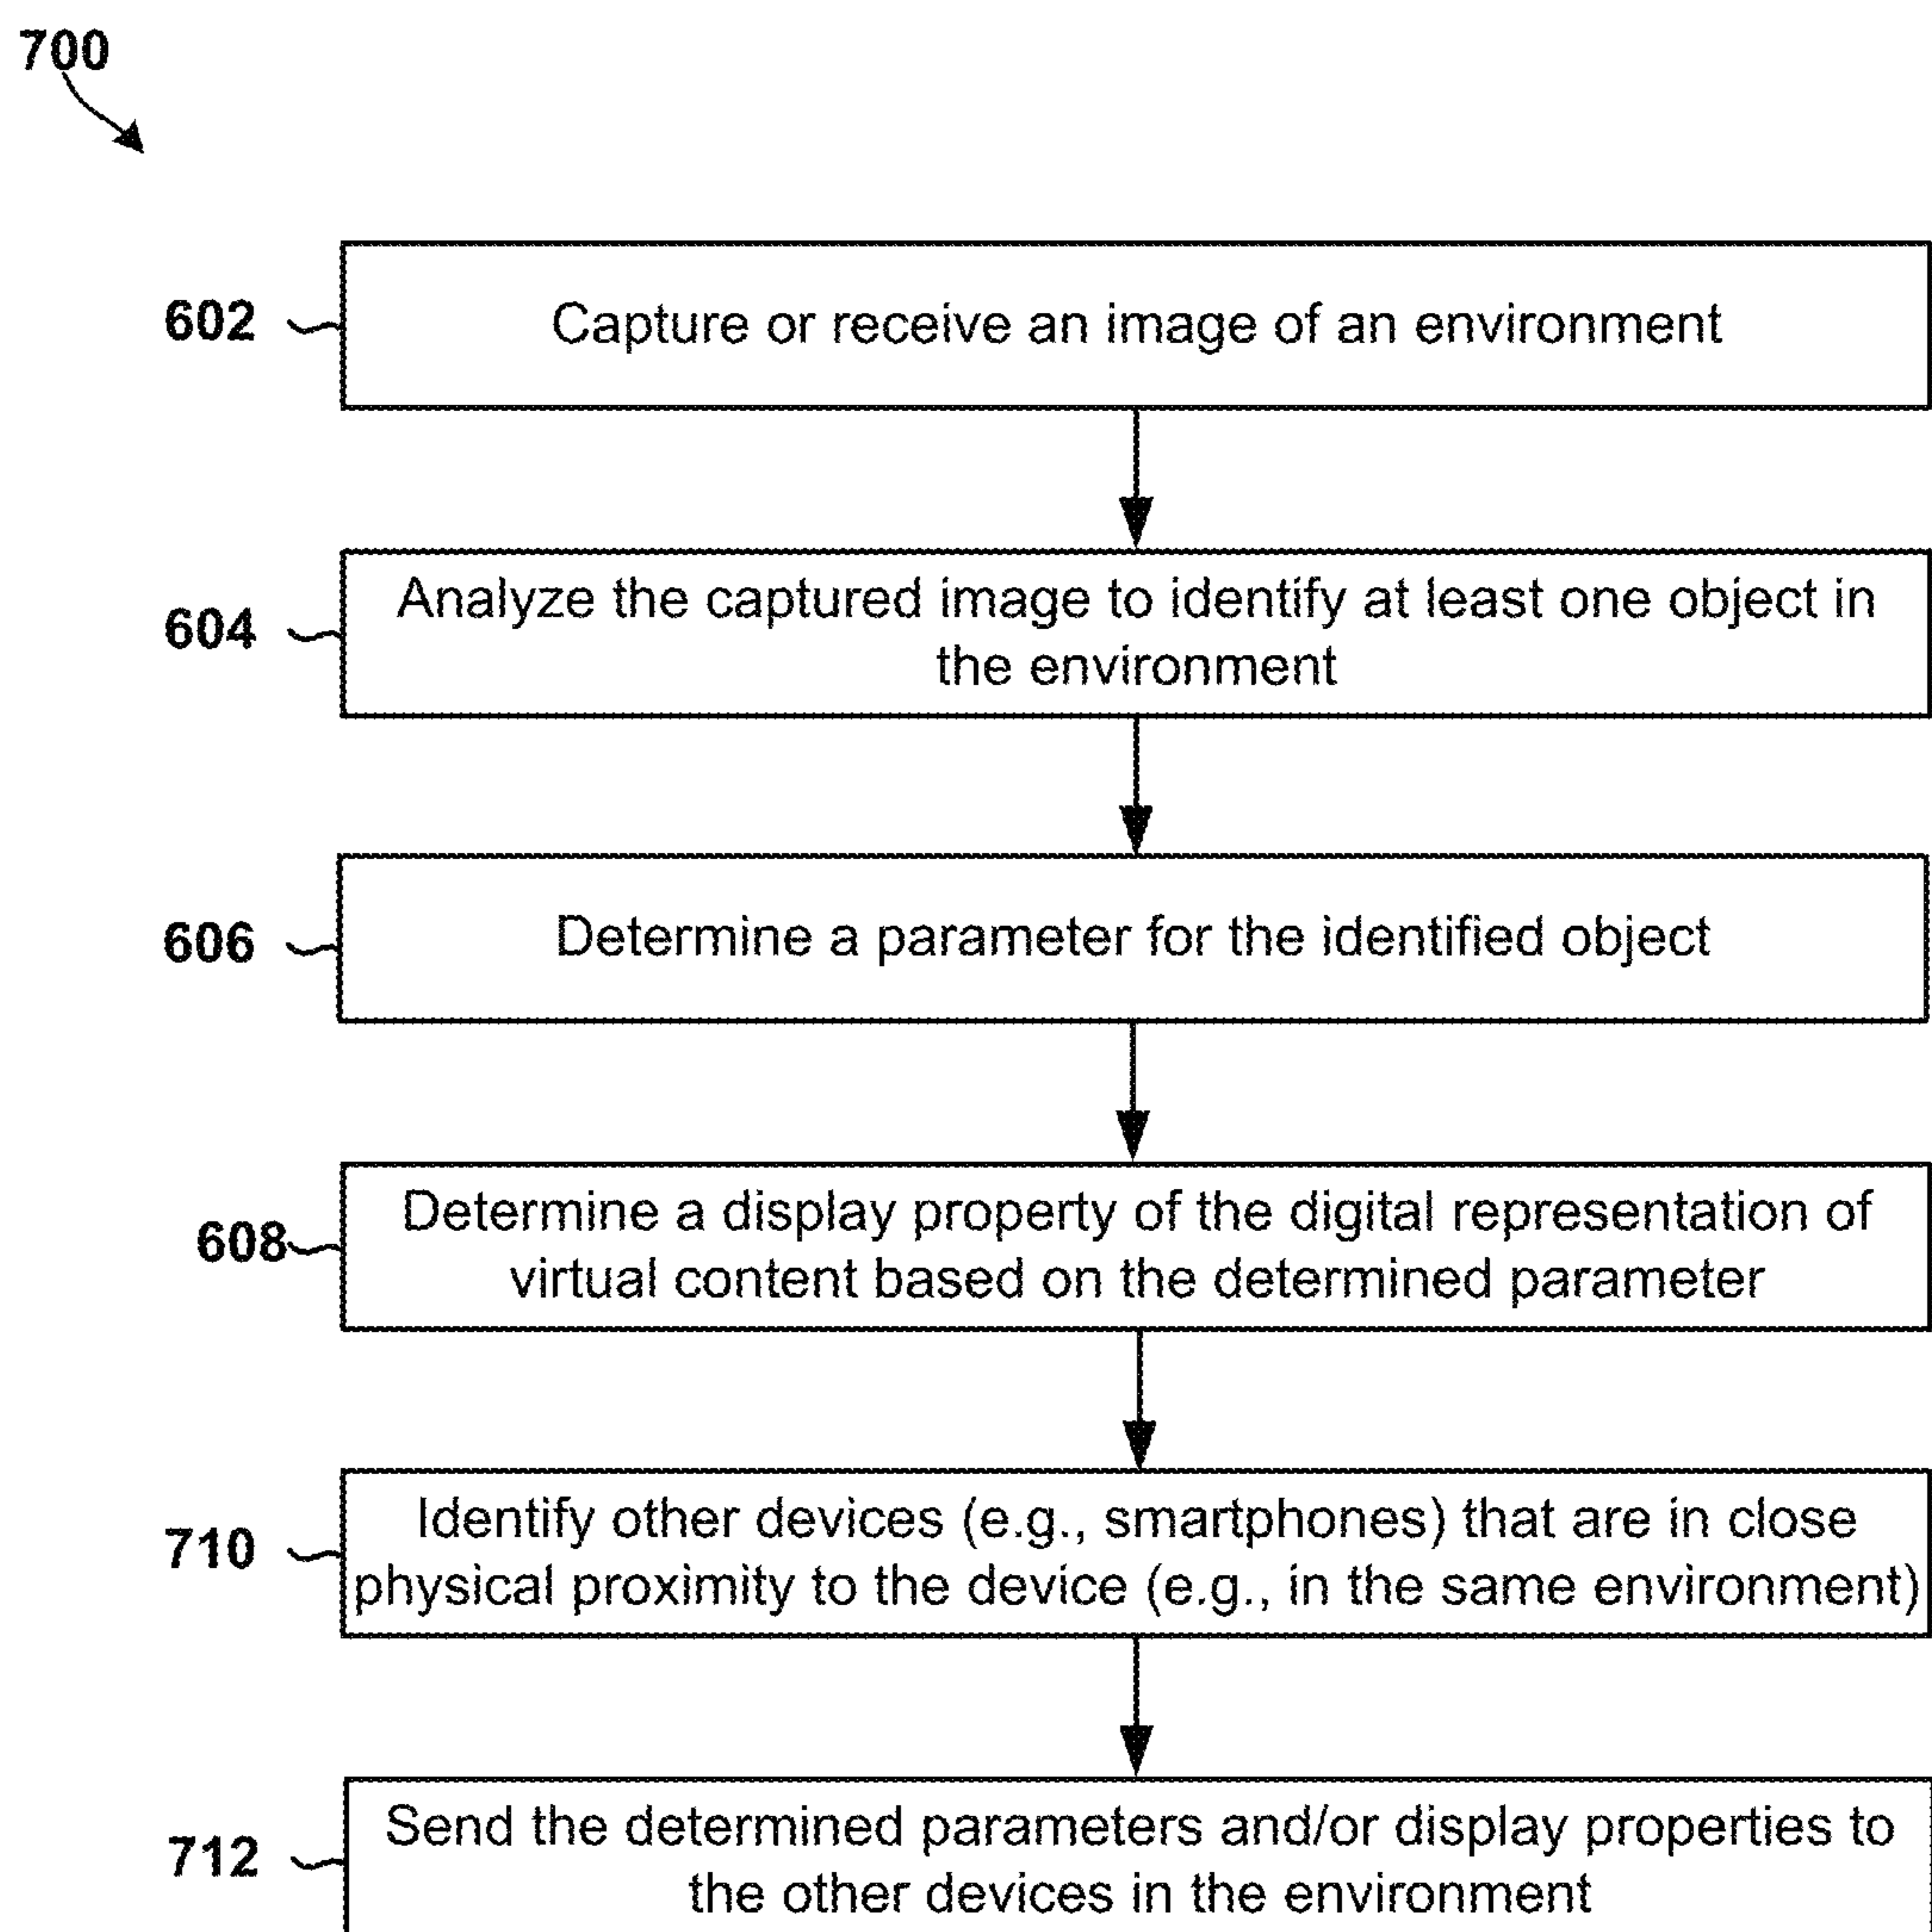 700
602
Capture or receive an image of an environment
604
Analyze the captured image to identify at least one object in
the environment
606
Determine a parameter for the identified object
608
Determine a display property of the digital representation of
virtual content based on the determined parameter
710
Identify other devices (e.g., smartphones) that are in close
physical proximity to the device (e.g., in the same environment)
712
Send the determined parameters and/or display properties to
the other devices in the environment